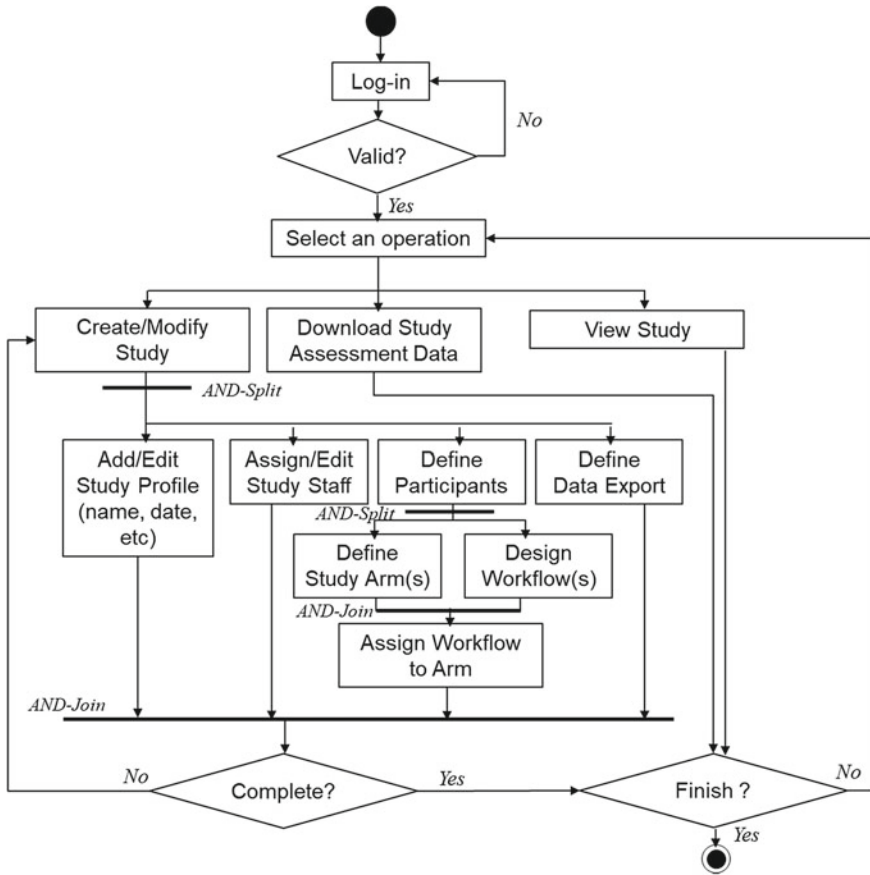 Log-in
No
Valid?
Yes
Select an operation
Create/Modify
Study
Download Study
Assessment Data
View Study
AND-Split
Add/Edit
Study Profile
(name, date,
etc)
Assign/Edit
Study Staff
Define
Participants
Define
Data Export
AND-Split
Define
Study Arm(s)
Design
Workflow(s)
AND-Join
Assign Workflow
to Arm
AND-Join
No
Complete?
Yes
Finish ?
No
Yes